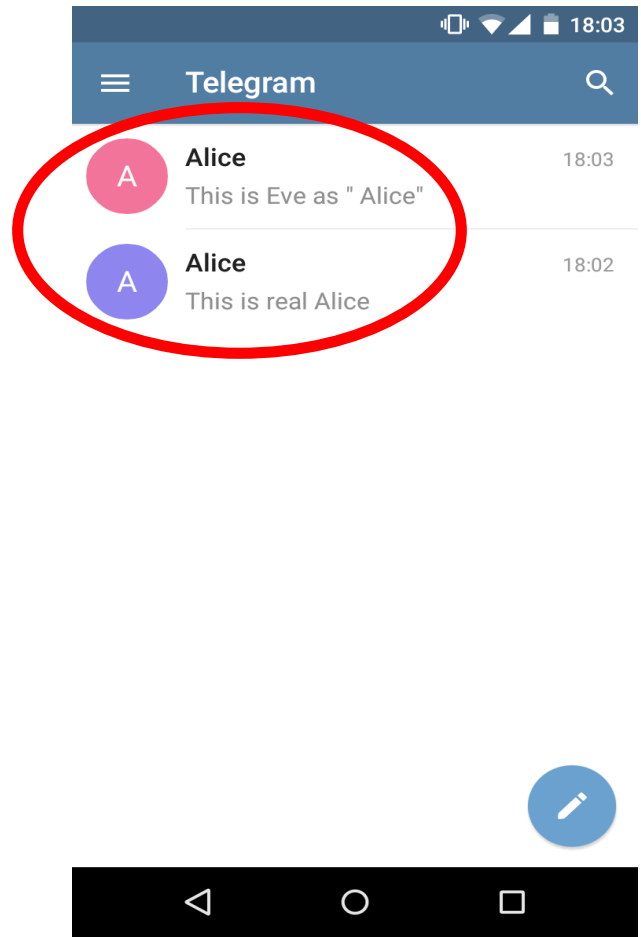 18:03
Telegram
A
Alice
18:03
This is Eve as " Alice"
A
Alice
18:02
This is real Alice